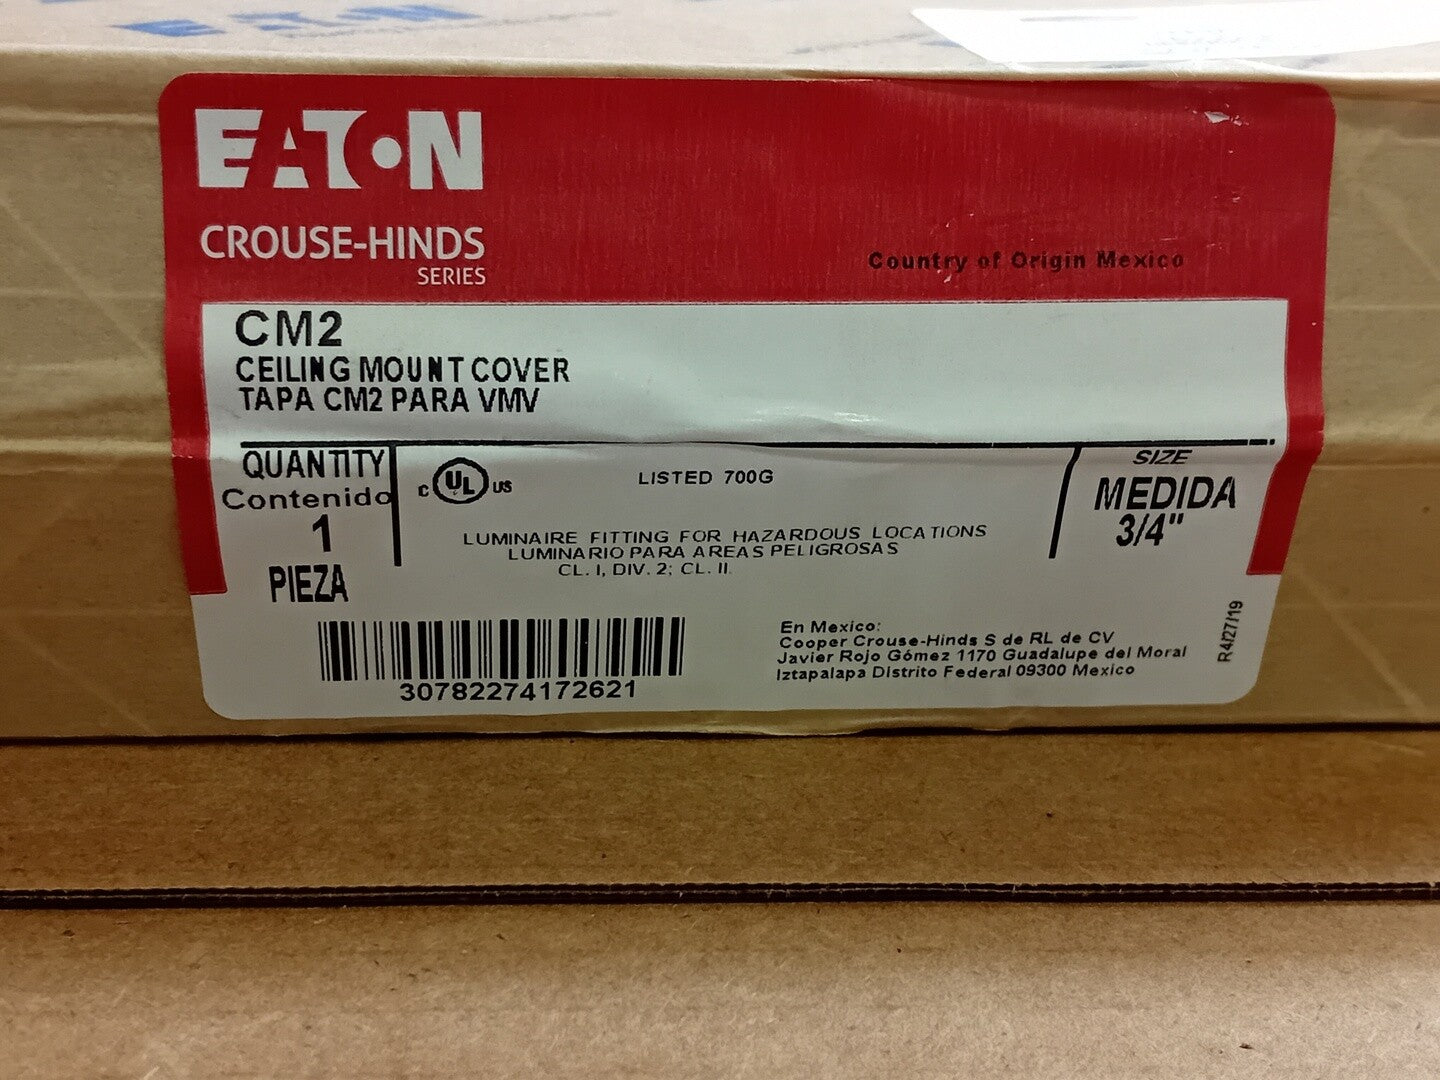 EATON
CROUSE-HINDS
SERIES
Country of Origin Mexico
CM2
CEILING MOUNT COVER
TAPA CM2 PARA VMV
QUANTITY
Contenido
1
PIEZA
C UL US
LISTED 700G
LUMINAIRE FITTING FOR HAZARDOUS LOCATIONS
LUMINARIO PARA AREAS PELIGROSAS
CL. I, DIV. 2; CL. II.
SIZE
MEDIDA
3/4"
30782274172621
En Mexico:
Cooper Crouse-Hinds S de RL de CV
Javier Rojo Gómez 1170 Guadalupe del Moral
Iztapalapa Distrito Federal 09300 Mexico
R4/27/19